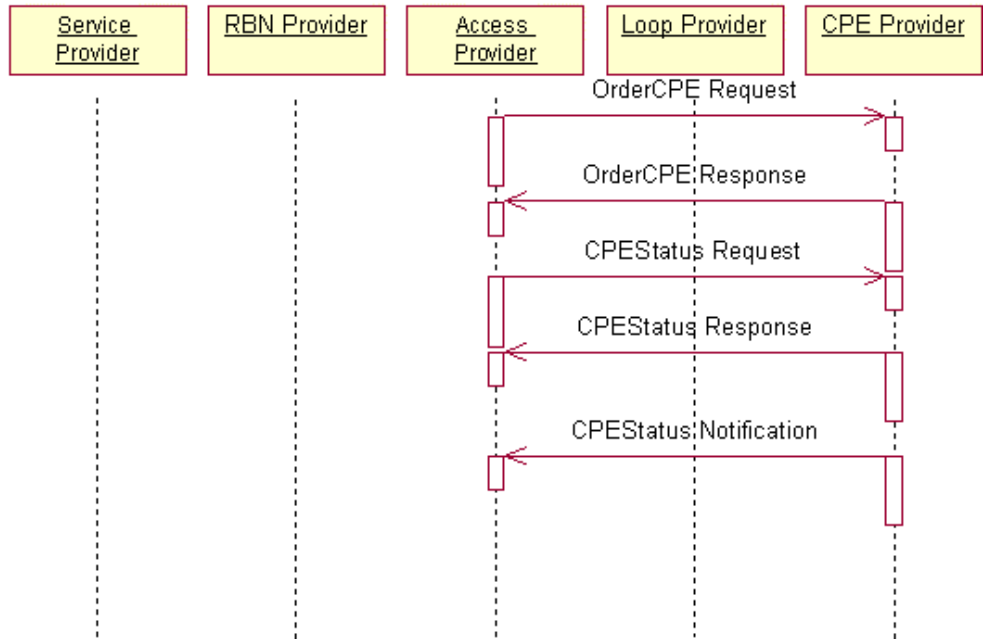 Service
Provider
RBN Provider
Access
Provider
Loop Provider
CPE Provider
OrderCPE Request
OrderCPE Response
CPEStatus Request
CPEStatus Response
CPEStatus Notification